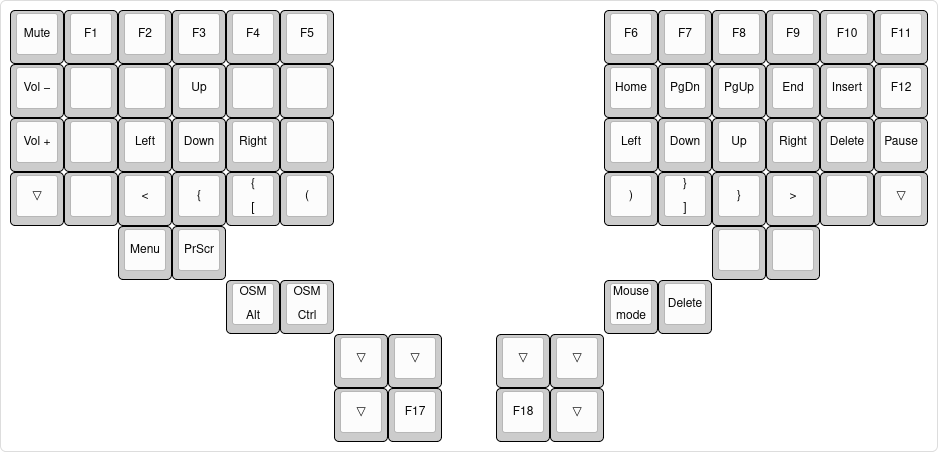 Mute F1 F2 F3 F4 F5 F6 F7 F8 F9 F10 F11
Vol – Up Home PgDn PgUp End Insert F12
Vol + Left Down Right Left Down Up Right Delete Pause
▽ < { { ( ) } } > ▽
[ ]
Menu PrScr
OSM OSM Mouse Delete
Alt Ctrl mode
▽ ▽ ▽ ▽
▽ F17 F18 ▽